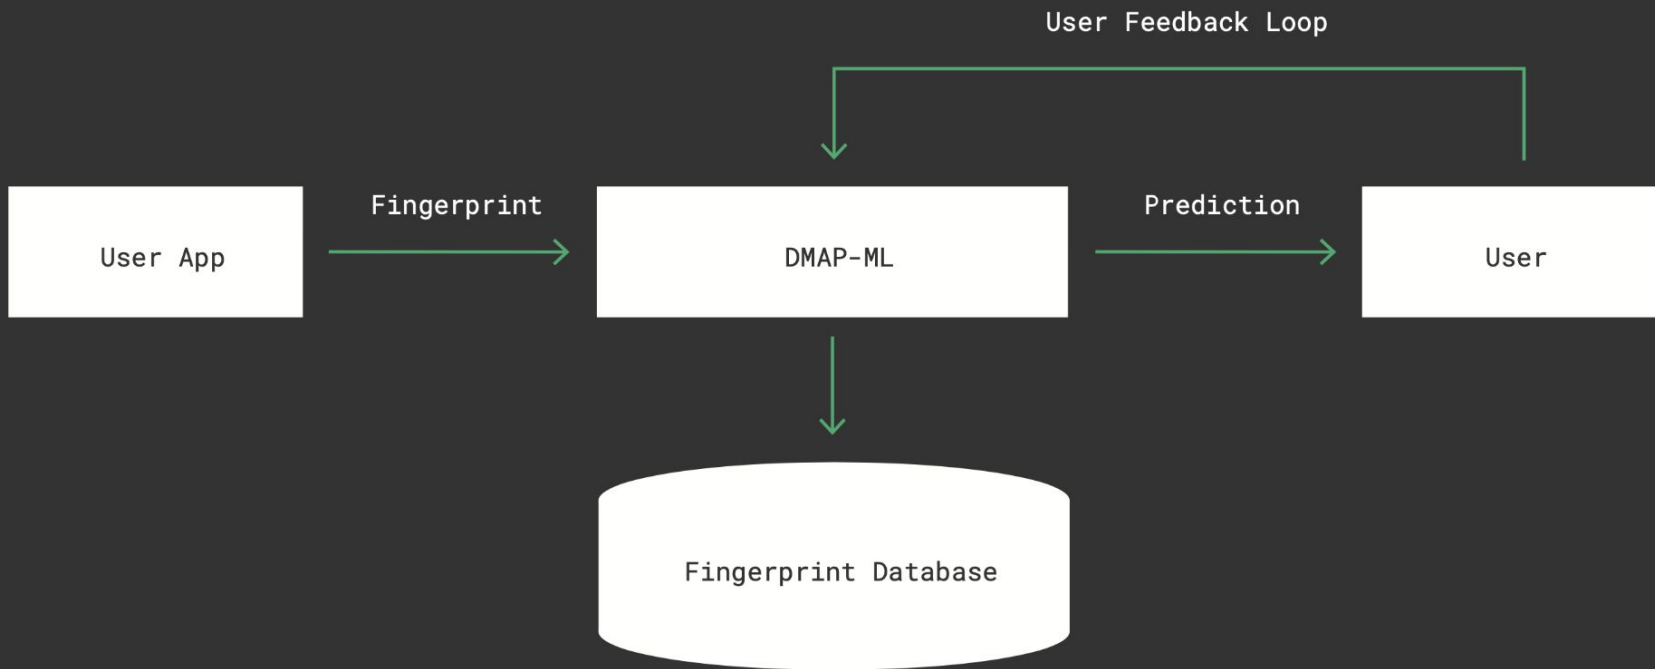 User Feedback Loop
Fingerprint
Prediction
User App
DMAP-ML
User
Fingerprint Database